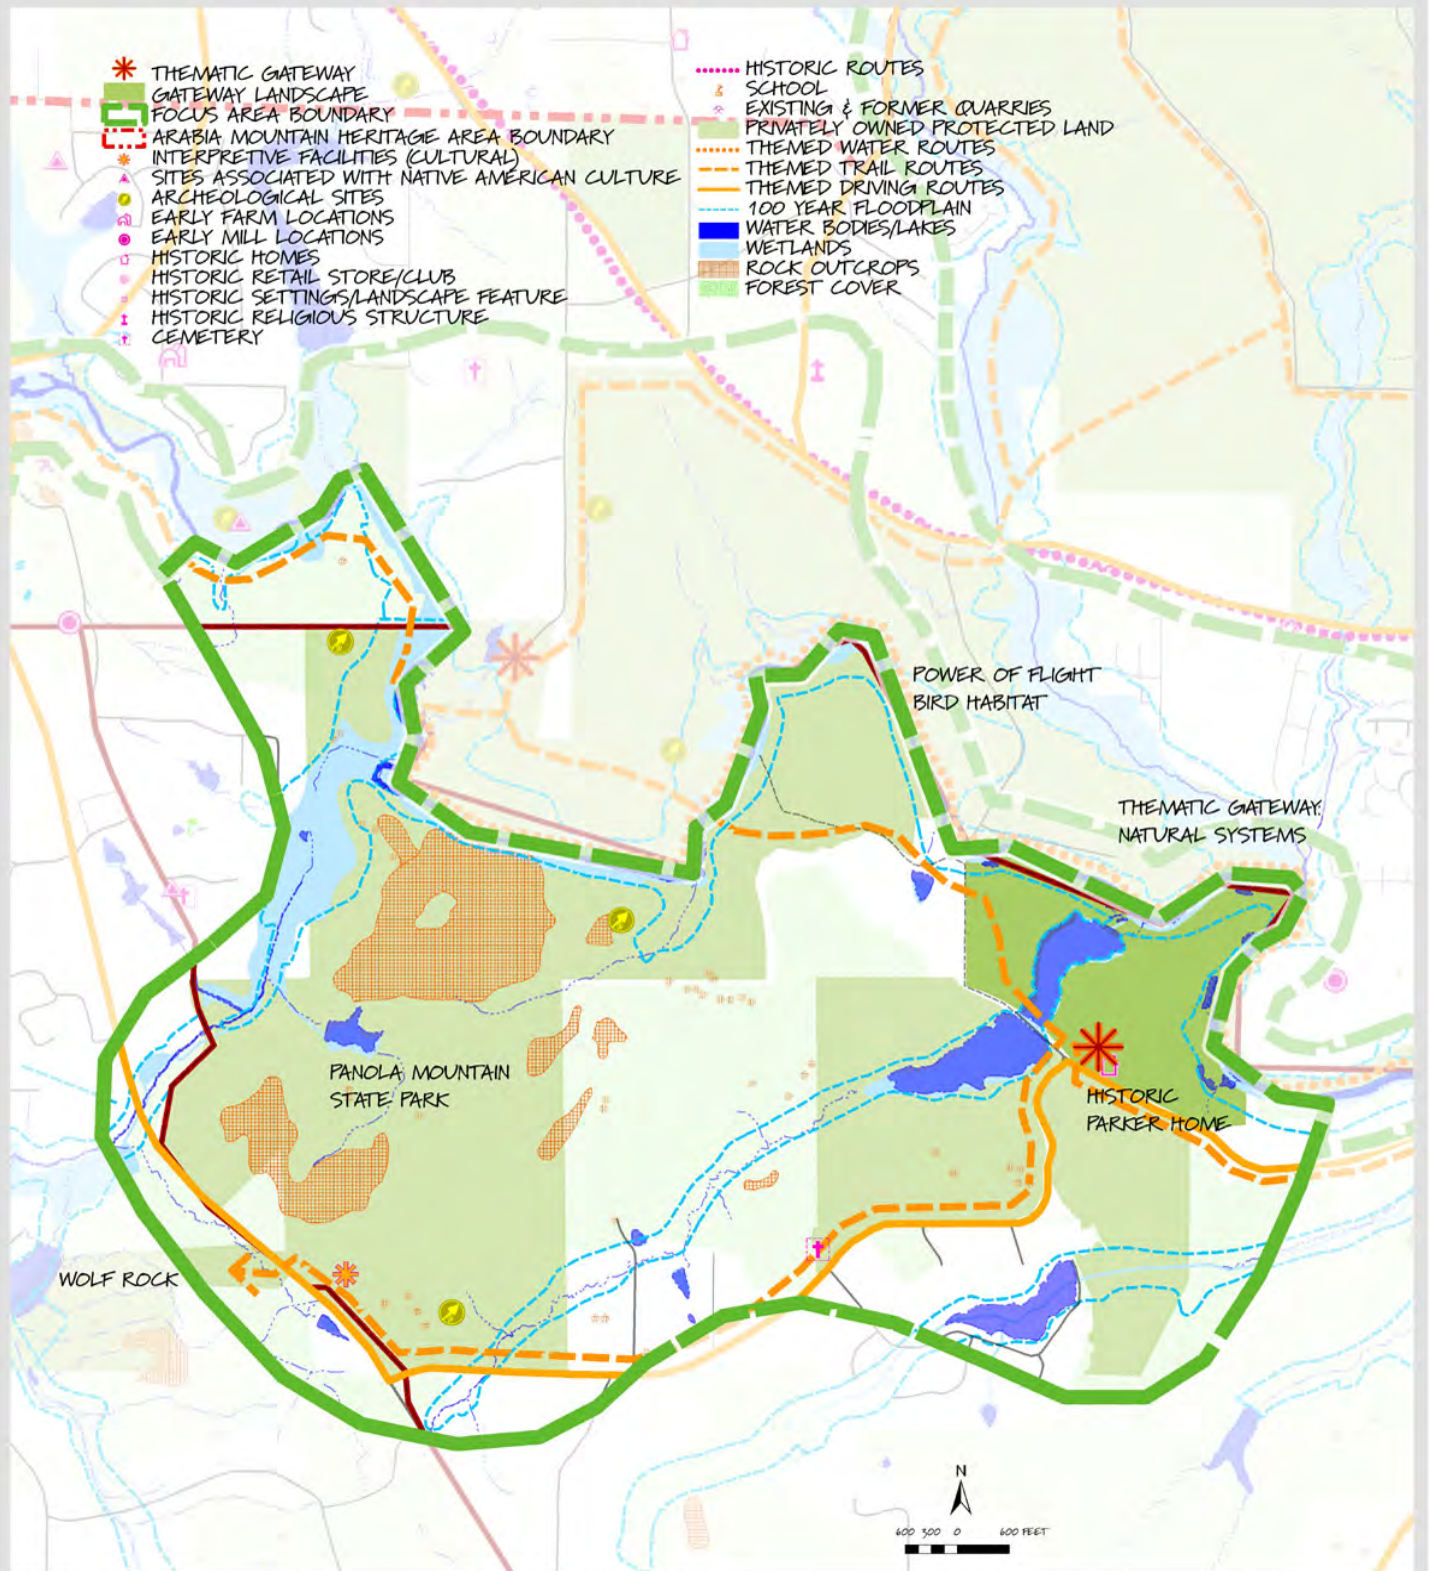 THEMATIC GATEWAY
GATEWAY LANDSCAPE
FOCUS AREA BOUNDARY
ARABIA MOUNTAIN HERITAGE AREA BOUNDARY
INTERPRETIVE FACILITIES (CULTURAL)
SITES ASSOCIATED WITH NATIVE AMERICAN CULTURE
ARCHEOLOGICAL SITES
EARLY FARM LOCATIONS
EARLY MILL LOCATIONS
HISTORIC HOMES
HISTORIC RETAIL STORE/CLUB
HISTORIC SETTINGS/LANDSCAPE FEATURE
HISTORIC RELIGIOUS STRUCTURE
CEMETERY
HISTORIC ROUTES
SCHOOL
EXISTING & FORMER QUARRIES
PRIVATELY OWNED PROTECTED LAND
THEMED WATER ROUTES
THEMED TRAIL ROUTES
THEMED DRIVING ROUTES
100 YEAR FLOODPLAIN
WATER BODIES/LAKES
WETLANDS
ROCK OUTCROPS
FOREST COVER
POWER OF FLIGHT
BIRD HABITAT
THEMATIC GATEWAY:
NATURAL SYSTEMS
PANOLA MOUNTAIN
STATE PARK
HISTORIC
PARKER HOME
WOLF ROCK
N
600 300 0 600 FEET